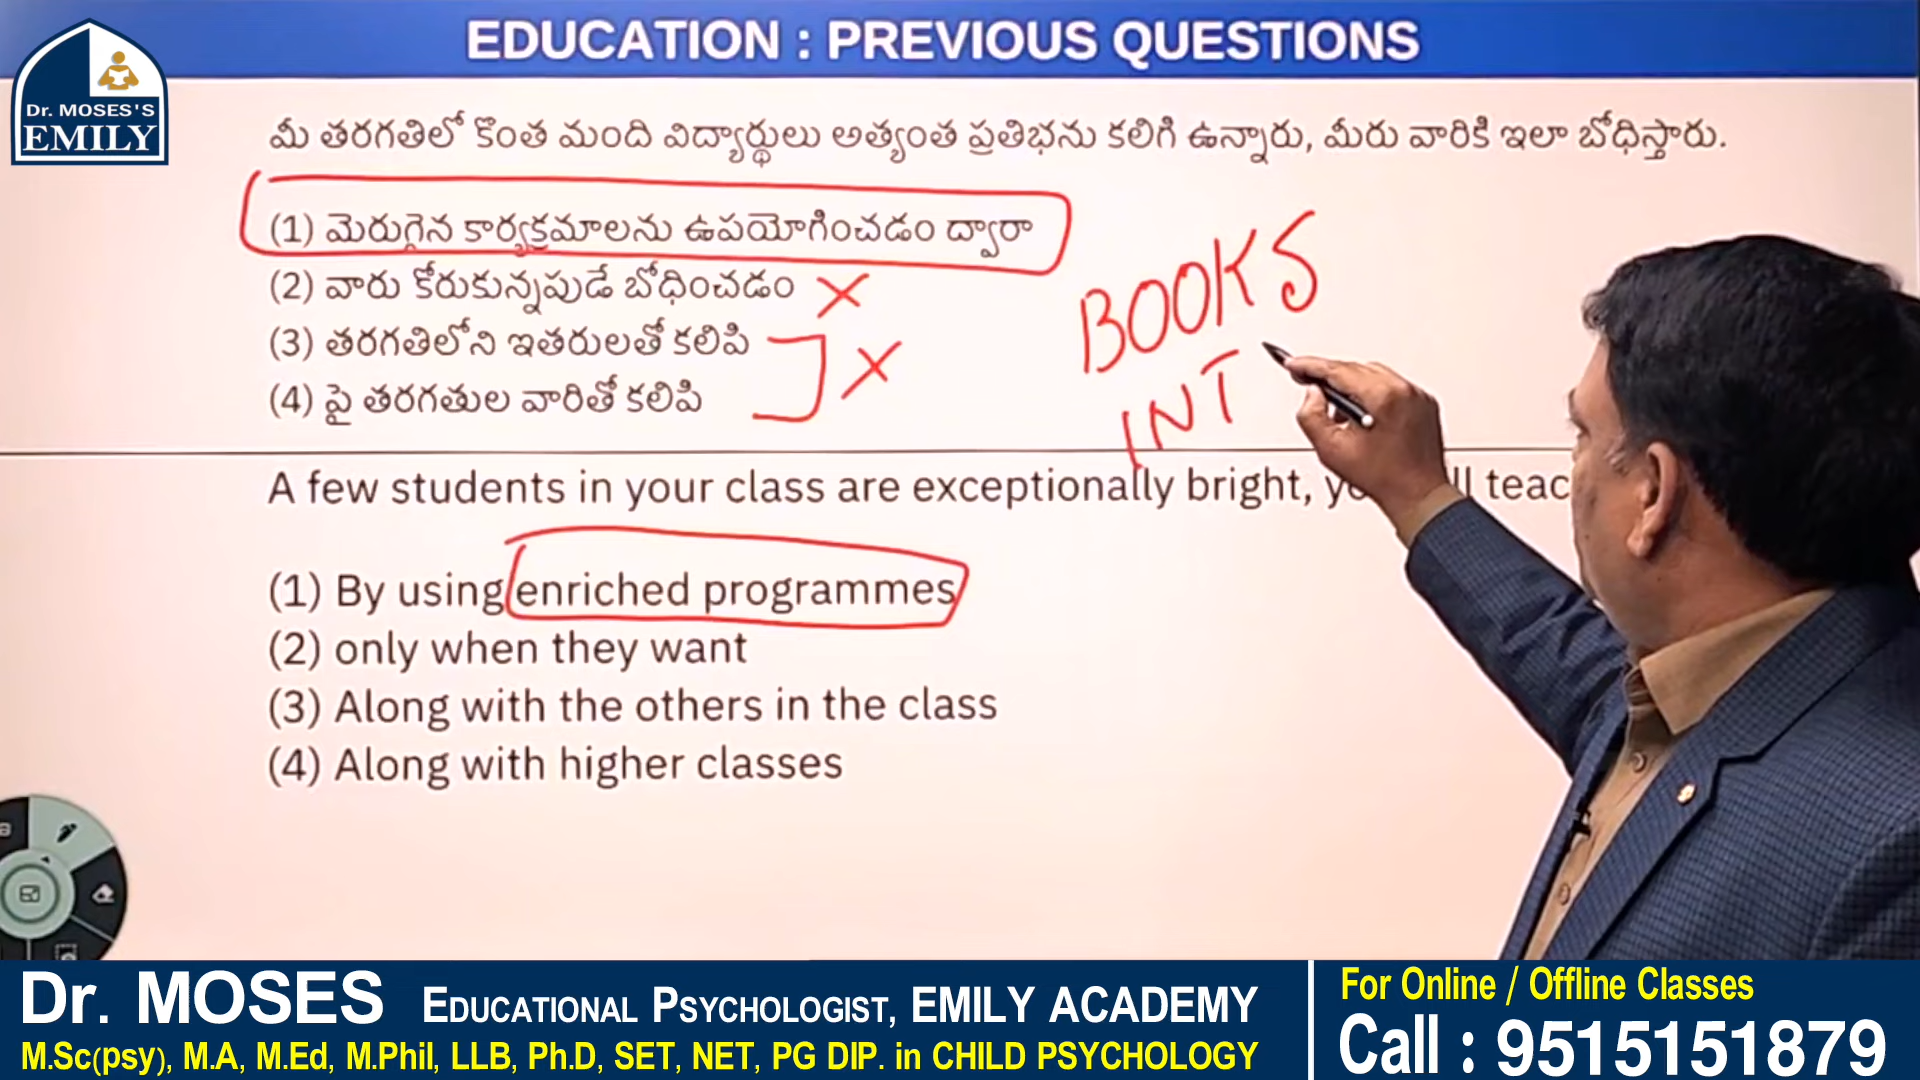 EDUCATION : PREVIOUS QUESTIONS
Dr. MOSES'S
EMILY
మీ తరగతిలో కొంత మంది విద్యార్థులు అత్యంత ప్రతిభను కలిగి ఉన్నారు, మీరు వారికి ఇలా బోధిస్తారు.
(1) మెరుగైన కార్యక్రమాలను ఉపయోగించడం ద్వారా
(2) వారు కోరుకున్నపుడే బోధించడం
(3) తరగతిలోని ఇతరులతో కలిపి
(4) పై తరగతుల వారితో కలిపి
BOOKS
INT
A few students in your class are exceptionally bright,
(1) By using enriched programmes
(2) only when they want
(3) Along with the others in the class
(4) Along with higher classes
Dr. MOSES EDUCATIONAL PSYCHOLOGIST, EMILY ACADEMY
M.Sc(psy), M.A, M.Ed, M.Phil, LLB, Ph.D, SET, NET, PG DIP. in CHILD PSYCHOLOGY
For Online / Offline Classes
Call : 9515151879